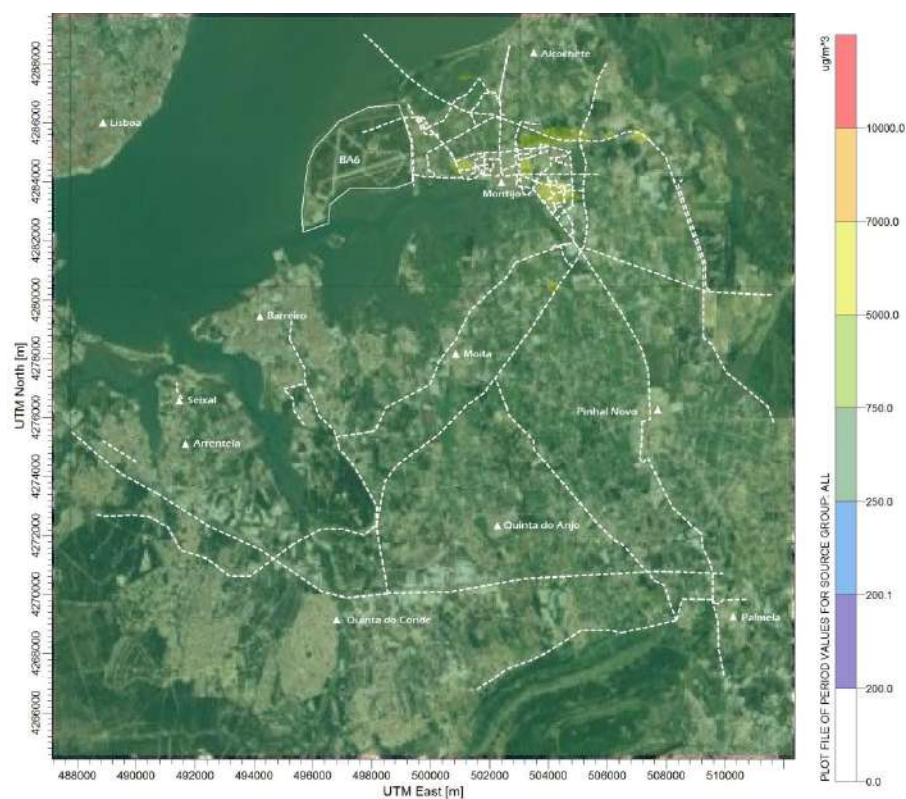 ug/m*3
Alcochete
Lisboa
BA6
Montijo
Barreiro
Moita
Seixal
Pinhal Novo
Arrentela
Quinta do Anjo
Quinta do Conde
Palmela
UTM North [m]
4288000
4286000
4284000
4282000
4280000
4278000
4276000
4274000
4272000
4270000
4268000
4266000
488000 490000 492000 494000 496000 498000 500000 502000 504000 506000 508000 510000
UTM East [m]
PLOT FILE OF PERIOD VALUES FOR SOURCE GROUP: ALL
10000.0
7000.0
5000.0
750.0
250.0
200.1
200.0
0.0